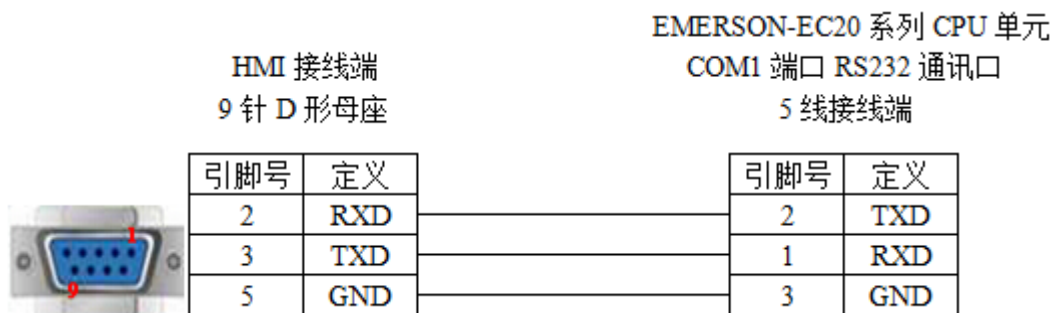 EMERSON-EC20 系列 CPU 单元
HMI 接线端 COM1 端口 RS232 通讯口
9 针 D 形母座 5 线接线端
引脚号 定义 引脚号 定义
2 RXD 2 TXD
3 TXD 1 RXD
5 GND 3 GND
1
9